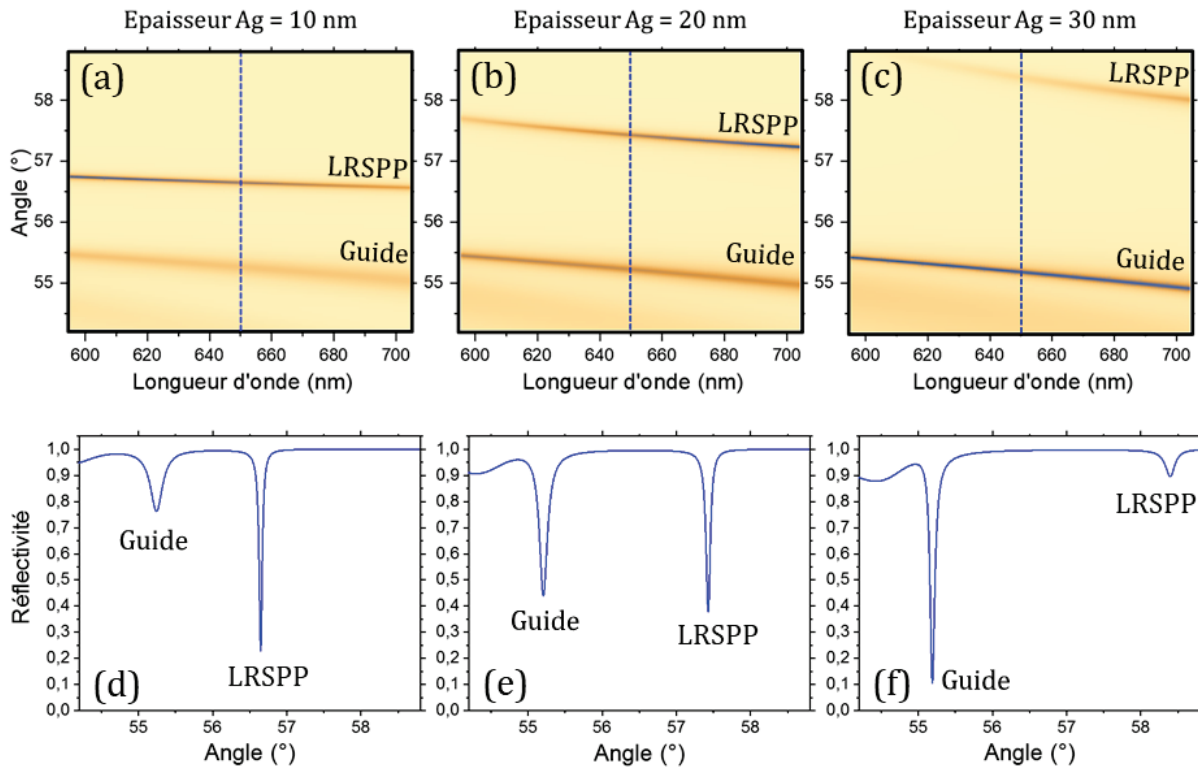 Epaisseur Ag = 10 nm
Epaisseur Ag = 20 nm
Epaisseur Ag = 30 nm
(a)
LRSPP
Guide
58
57
56
55
Angle (°)
600 620 640 660 680 700
Longueur d'onde (nm)
(b)
LRSPP
Guide
58
57
56
55
600 620 640 660 680 700
Longueur d'onde (nm)
(c)
LRSPP
Guide
58
57
56
55
600 620 640 660 680 700
Longueur d'onde (nm)
1,0
0,9
0,8
0,7
0,6
0,5
0,4
0,3
0,2
0,1
0,0
Réflectivité
Guide
LRSPP
(d)
55 56 57 58
Angle (°)
1,0
0,9
0,8
0,7
0,6
0,5
0,4
0,3
0,2
0,1
0,0
Guide
LRSPP
(e)
55 56 57 58
Angle (°)
1,0
0,9
0,8
0,7
0,6
0,5
0,4
0,3
0,2
0,1
0,0
LRSPP
Guide
(f)
55 56 57 58
Angle (°)